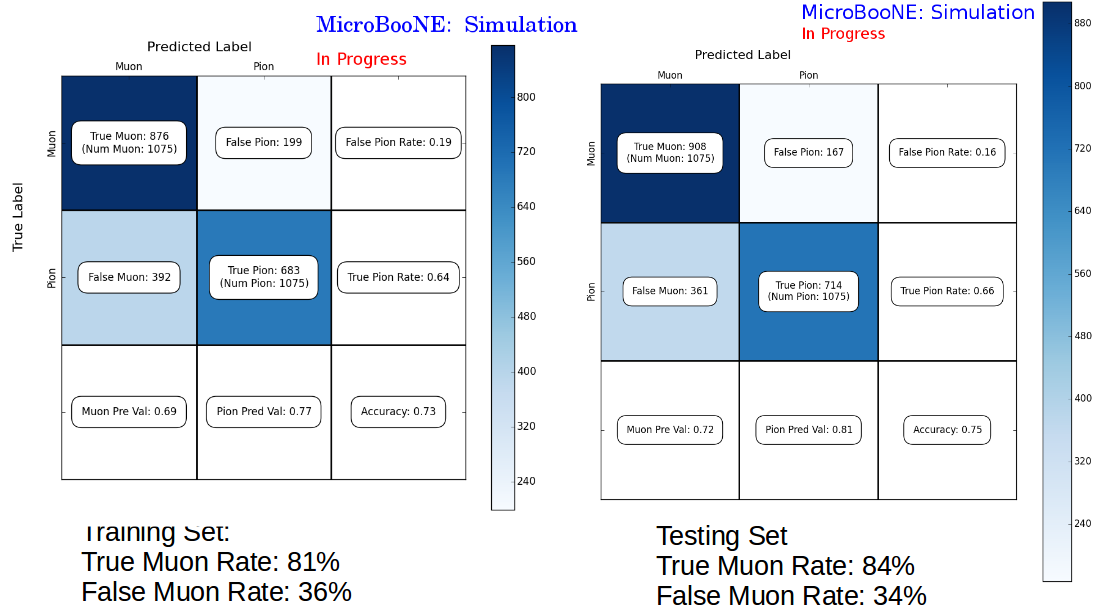 MicroBooNE: Simulation
In Progress
Predicted Label
Muon Pion
True Label
Muon
True Muon: 876
(Num Muon: 1075)
False Pion: 199
False Pion Rate: 0.19
Pion
False Muon: 392
True Pion: 683
(Num Pion: 1075)
True Pion Rate: 0.64
Muon Pre Val: 0.69
Pion Pred Val: 0.77
Accuracy: 0.73
800
720
640
560
480
400
320
240
Training Set:
True Muon Rate: 81%
False Muon Rate: 36%
MicroBooNE: Simulation
In Progress
Predicted Label
Muon Pion
Muon
True Muon: 908
(Num Muon: 1075)
False Pion: 167
False Pion Rate: 0.16
Pion
False Muon: 361
True Pion: 714
(Num Pion: 1075)
True Pion Rate: 0.66
Muon Pre Val: 0.72
Pion Pred Val: 0.81
Accuracy: 0.75
880
800
720
640
560
480
400
320
240
Testing Set
True Muon Rate: 84%
False Muon Rate: 34%